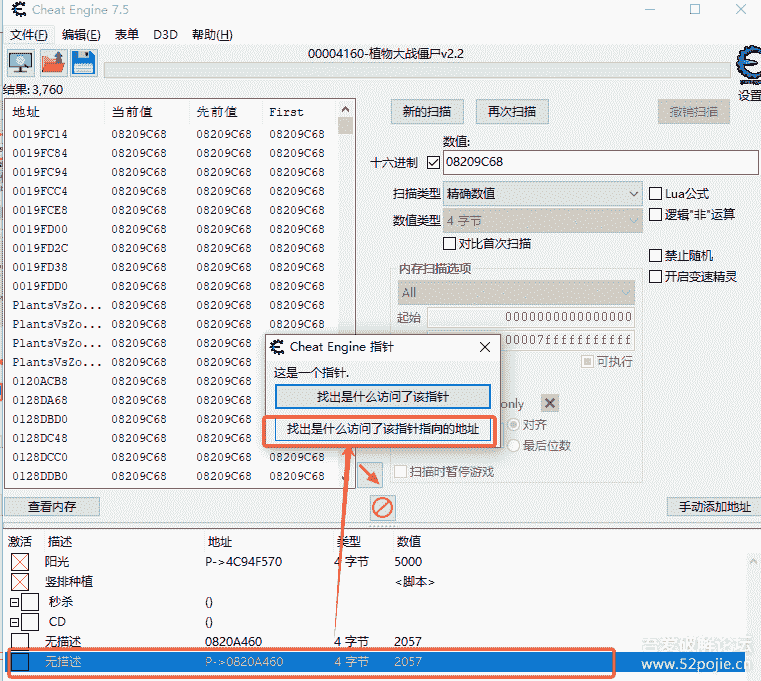 Cheat Engine 7.5
文件(F) 编辑(E) 表单 D3D 帮助(H)
00004160-植物大战僵尸v2.2
结果: 3,760
设置
地址 当前值 先前值 First
0019FC14 08209C68 08209C68 08209C68
0019FC84 08209C68 08209C68 08209C68
0019FC94 08209C68 08209C68 08209C68
0019FCC4 08209C68 08209C68 08209C68
0019FCE8 08209C68 08209C68 08209C68
0019FD00 08209C68 08209C68 08209C68
0019FD2C 08209C68 08209C68 08209C68
0019FD38 08209C68 08209C68 08209C68
0019FDD0 08209C68 08209C68 08209C68
PlantsVsZo... 08209C68 08209C68 08209C68
PlantsVsZo... 08209C68 08209C68 08209C68
PlantsVsZo... 08209C68 08209C68 08209C68
PlantsVsZo... 08209C68 08209C68 08209C68
0120ACB8 08209C68 08209C68 08209C68
0128DA68 08209C68 08209C68 08209C68
0128DBD0 08209C68 08209C68 08209C68
0128DC48 08209C68 08209C68 08209C68
0128DCC0 08209C68 08209C68 08209C68
0128DDB0 08209C68 08209C68 08209C68
新的扫描 再次扫描 撤销扫描
数值:
十六进制 08209C68
扫描类型 精确数值
数值类型 4 字节
对比首次扫描
Lua公式
逻辑"非"运算
禁止随机
开启变速精灵
内存扫描选项
All
起始 0000000000000000
00007fffffffffff
可执行
only
对齐
最后位数
扫描时暂停游戏
Cheat Engine 指针
这是一个指针.
找出是什么访问了该指针
找出是什么访问了该指针指向的地址
查看内存 手动添加地址
激活 描述 地址 类型 数值
阳光 P->4C94F570 4 字节 5000
竖排种植 <脚本>
秒杀 ()
CD ()
无描述 0820A460 4 字节 2057
无描述 P->0820A460 4 字节 2057
吾爱破解论坛
www.52pojie.cn